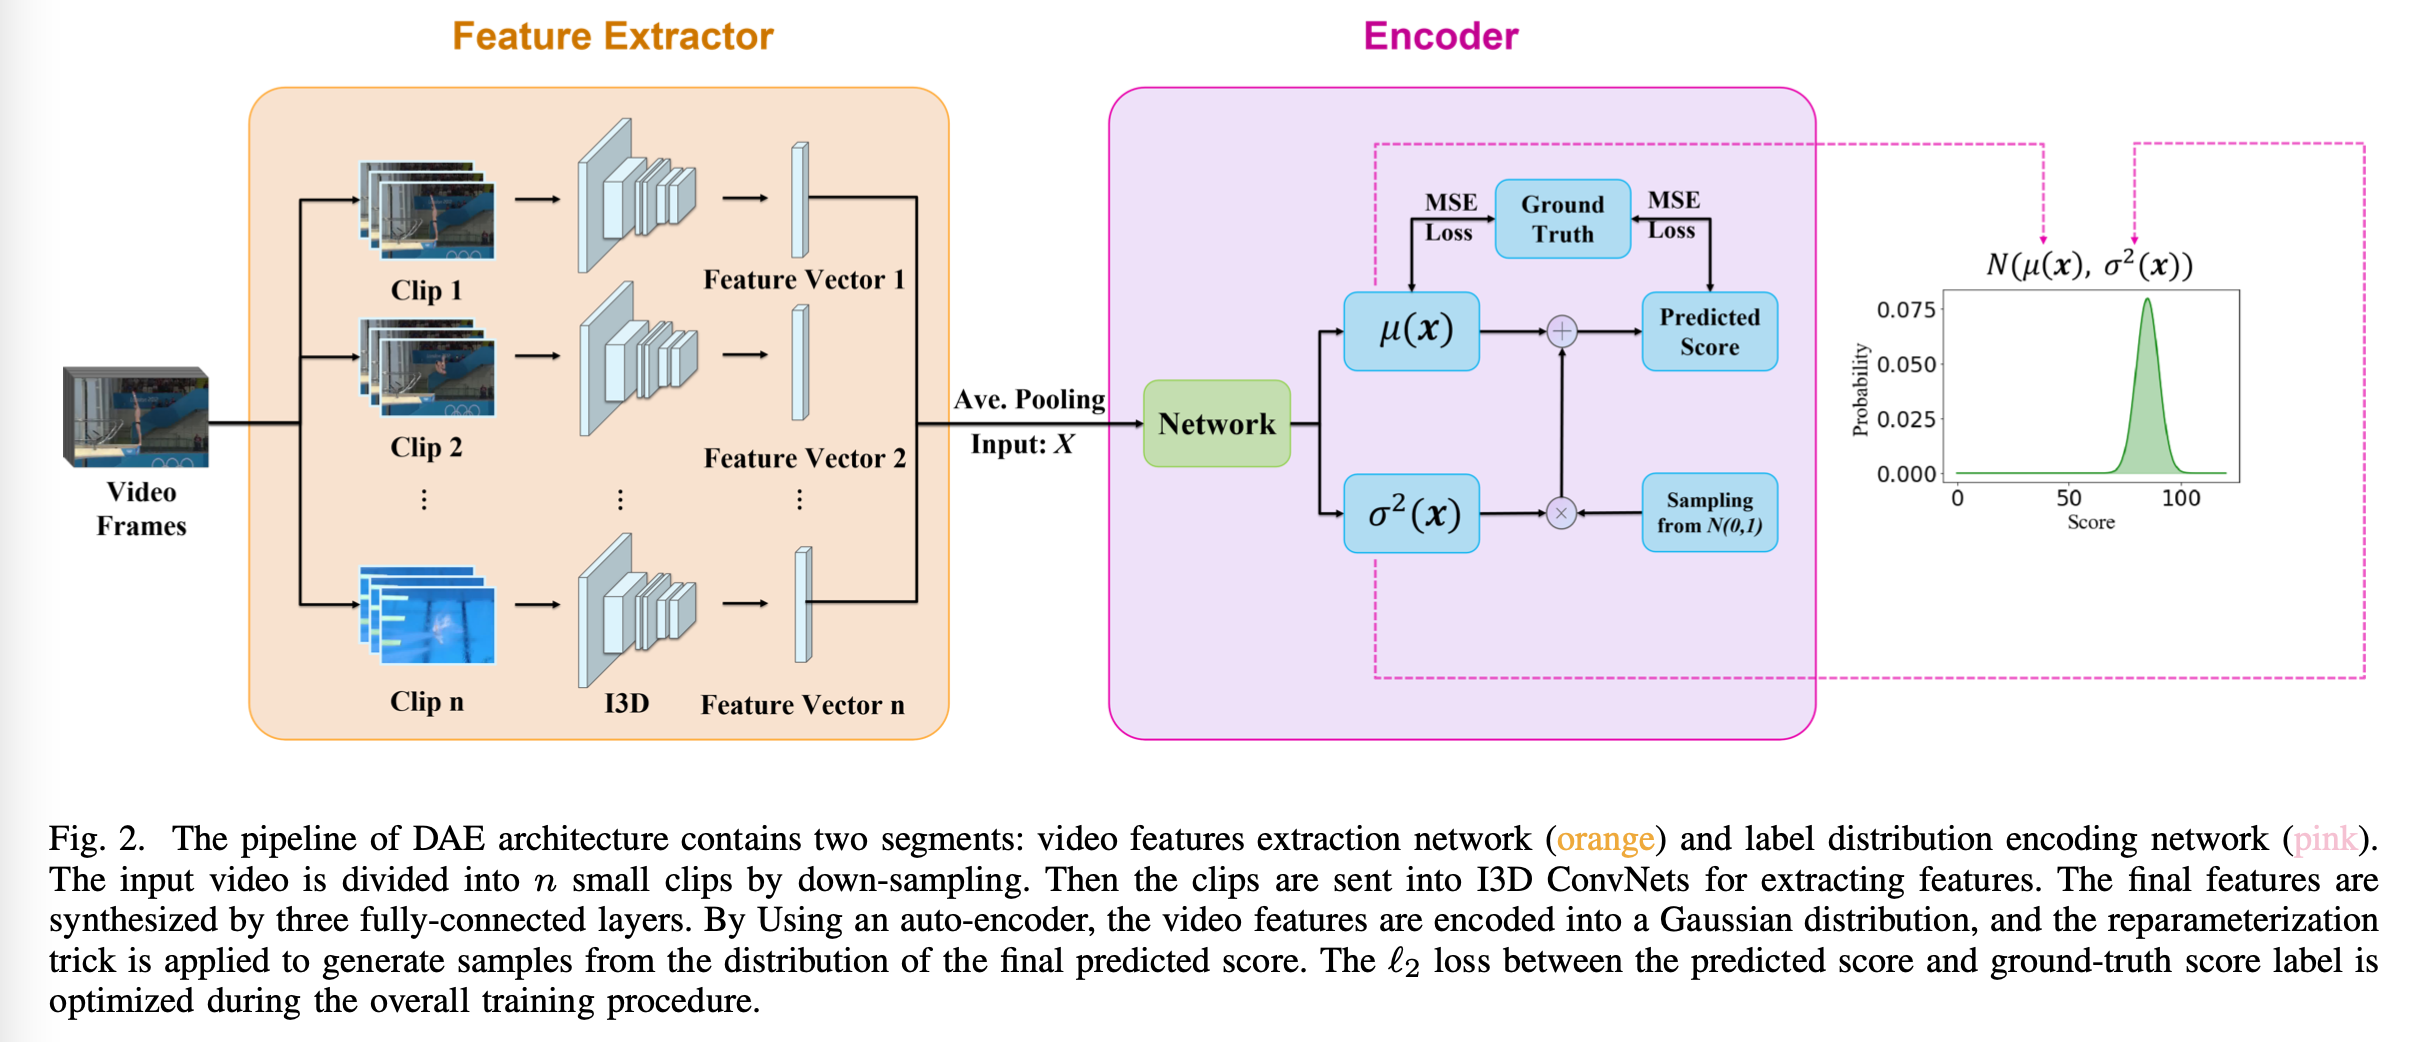 Feature Extractor
Encoder
Clip 1
Feature Vector 1
Clip 2
Feature Vector 2
⋮ ⋮ ⋮
Clip n
I3D
Feature Vector n
Video
Frames
Ave. Pooling
Input: X
Network
MSE
Loss
Ground
Truth
MSE
Loss
μ(x)
+
Predicted
Score
σ²(x)
×
Sampling
from N(0,1)
N(μ(x), σ²(x))
Probability
0.075
0.050
0.025
0.000
0 50 100
Score
Fig. 2. The pipeline of DAE architecture contains two segments: video features extraction network (orange) and label distribution encoding network (pink).
The input video is divided into n small clips by down-sampling. Then the clips are sent into I3D ConvNets for extracting features. The final features are
synthesized by three fully-connected layers. By Using an auto-encoder, the video features are encoded into a Gaussian distribution, and the reparameterization
trick is applied to generate samples from the distribution of the final predicted score. The ℓ₂ loss between the predicted score and ground-truth score label is
optimized during the overall training procedure.